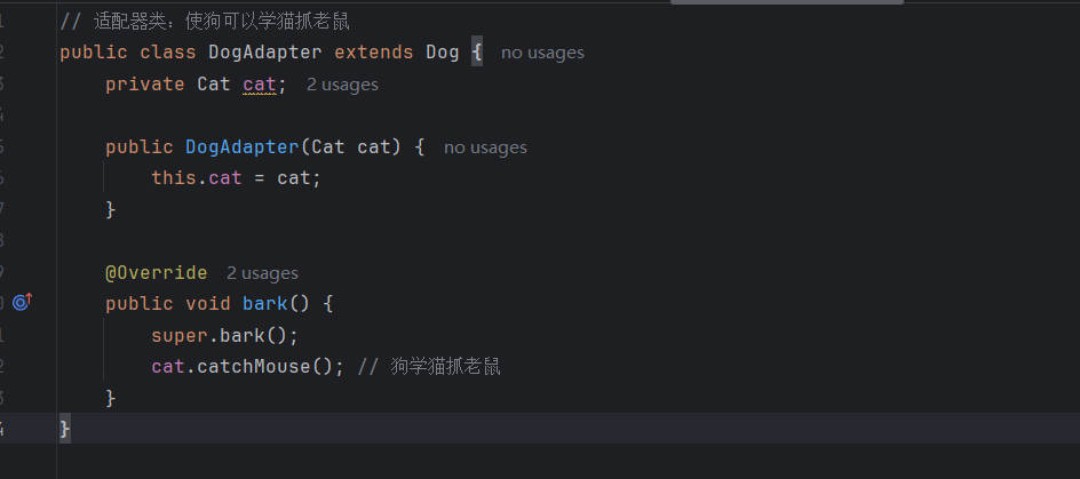 // 适配器类：使狗可以学猫抓老鼠
public class DogAdapter extends Dog { no usages
private Cat cat; 2 usages
public DogAdapter(Cat cat) { no usages
this.cat = cat;
}
@Override 2 usages
public void bark() {
super.bark();
cat.catchMouse(); // 狗学猫抓老鼠
}
}